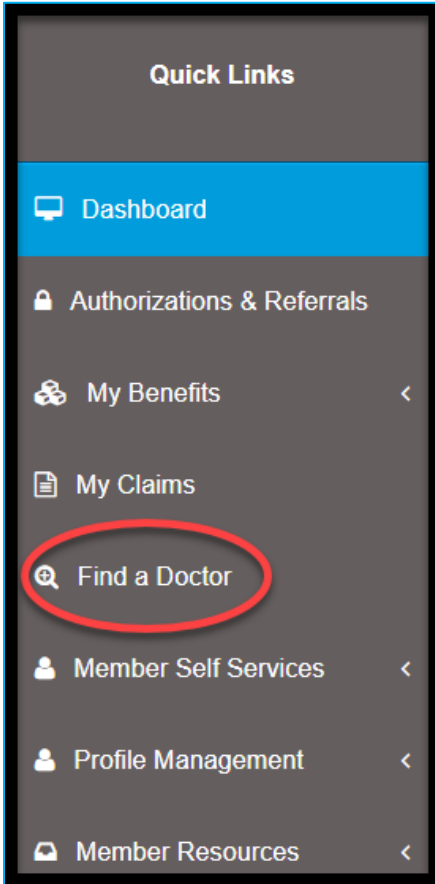 Quick Links
Dashboard
Authorizations & Referrals
My Benefits
My Claims
Find a Doctor
Member Self Services
Profile Management
Member Resources